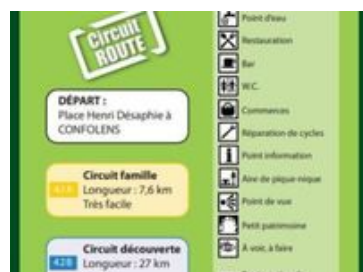 Circuit
ROUTE
DÉPART :
Place Henri Désaphie à
CONFOLENS
Circuit famille
Longueur : 7,6 km
Très facile
Circuit découverte
42B
Longueur : 27 km
Point d'eau
Restauration
Bar
W.C.
Commerces
Réparation de cycles
Point information
Aire de pique-nique
Point de vue
Petit patrimoine
À voir, à faire